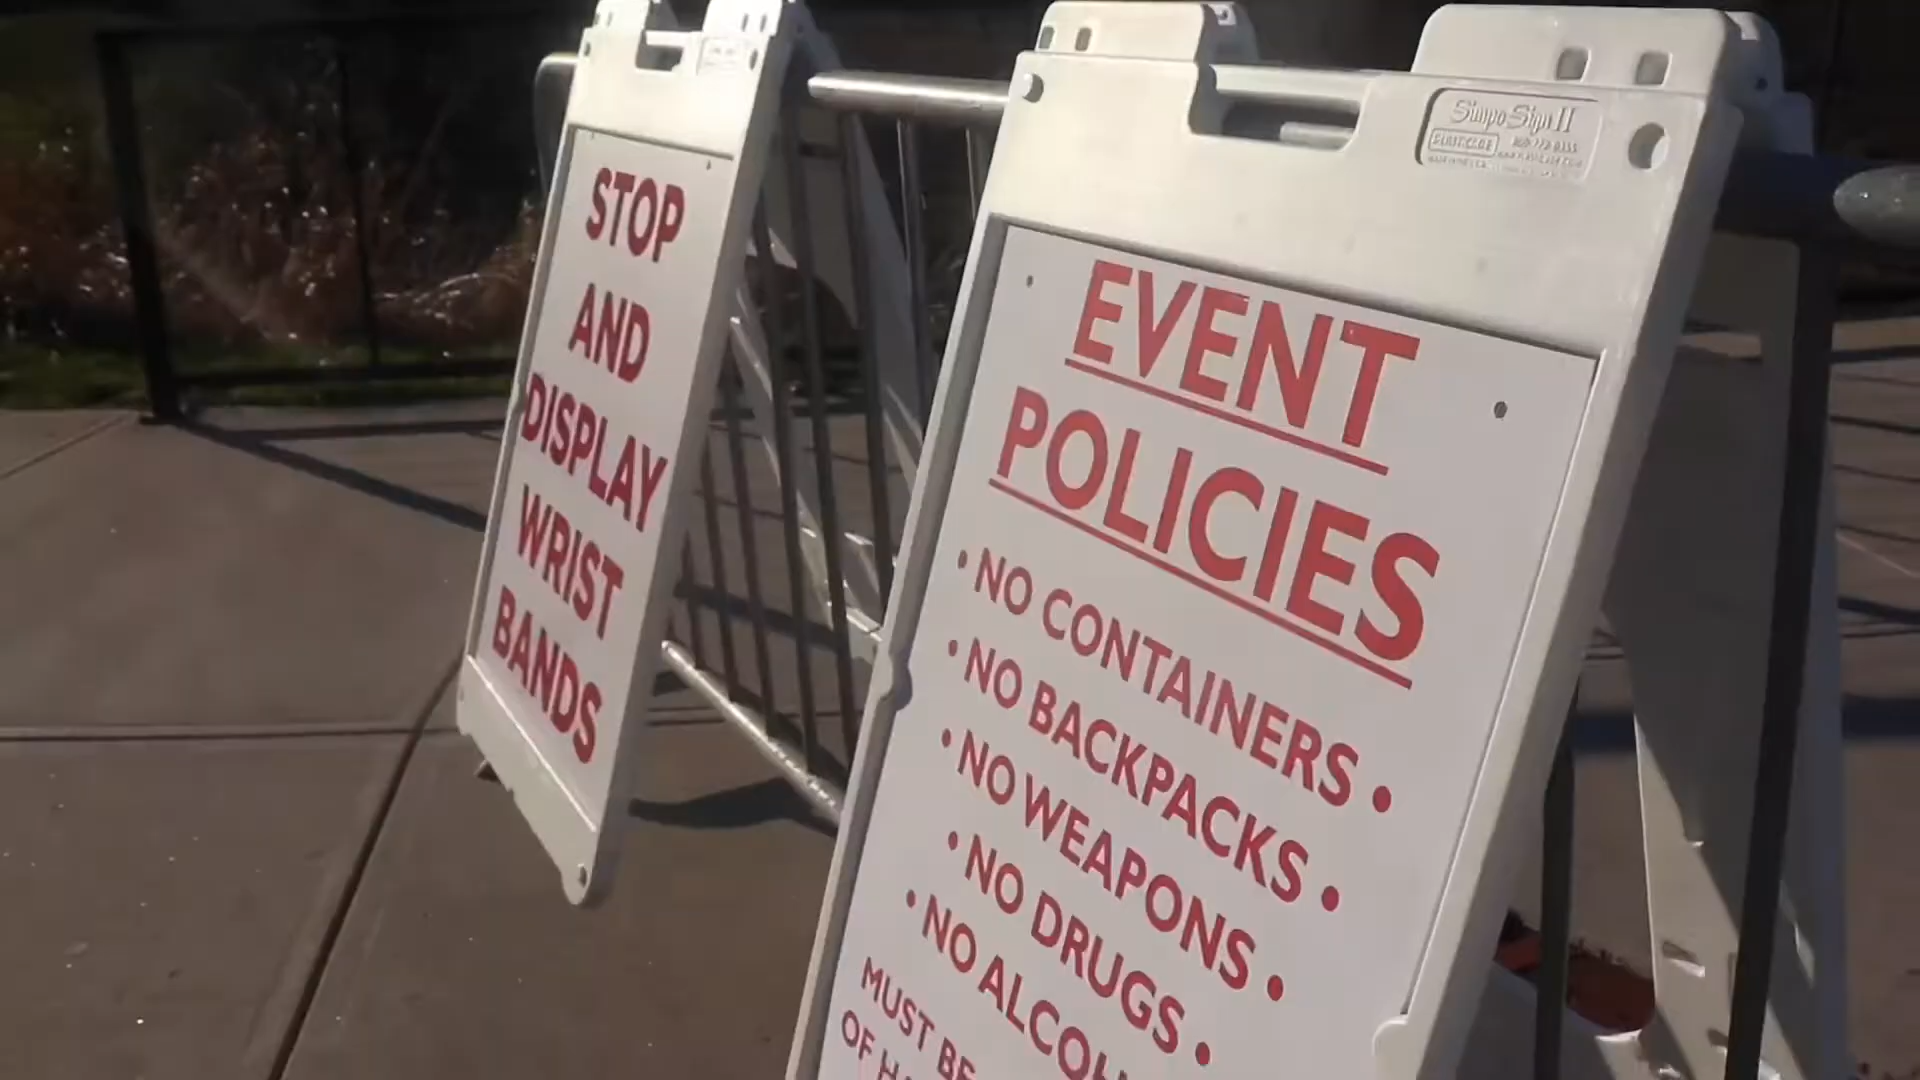 STOP
AND
DISPLAY
WRIST
BANDS
Simpo Sign II
EVENT
POLICIES
• NO CONTAINERS •
• NO BACKPACKS •
• NO WEAPONS •
• NO DRUGS •
• NO
MUST BE
OF